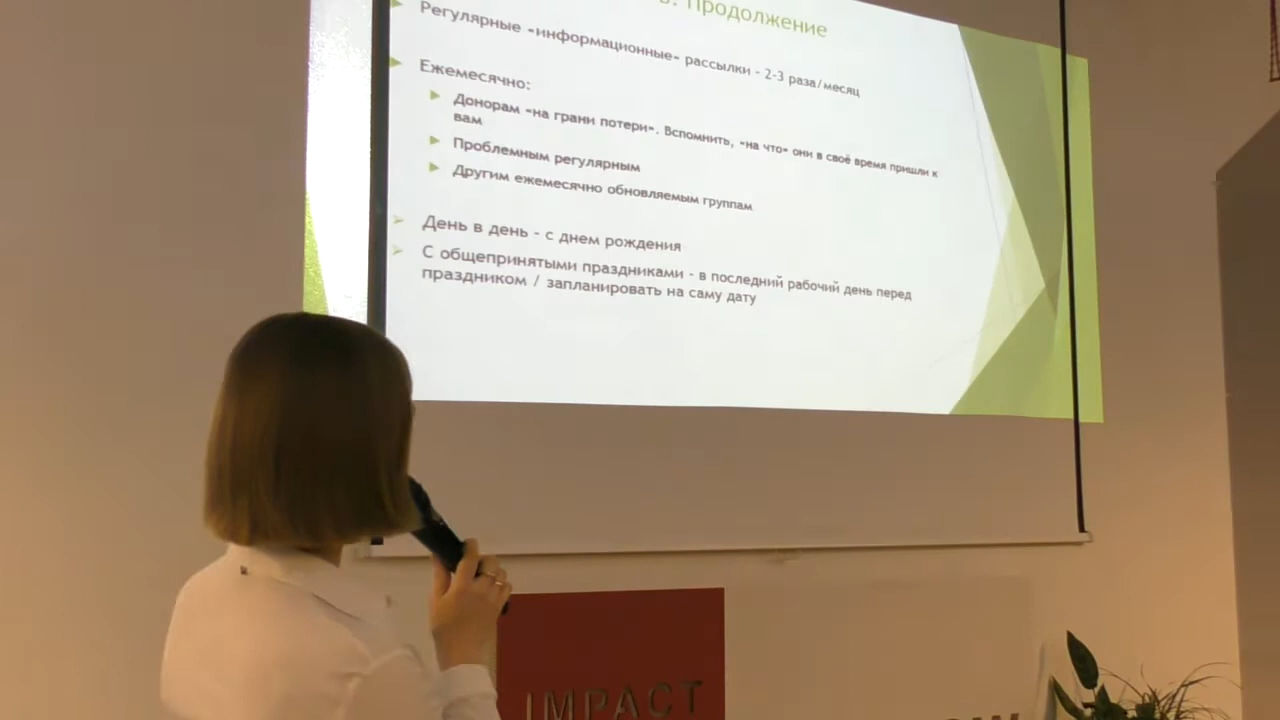 Продолжение
Регулярные «информационные» рассылки - 2-3 раза/месяц
Ежемесячно:
Донорам «на грани потери». Вспомнить, «на что» они в своё время пришли к
вам
Проблемным регулярным
Другим ежемесячно обновляемым группам
День в день - с днем рождения
С общепринятыми праздниками - в последний рабочий день перед
праздником / запланировать на саму дату
IMPACT